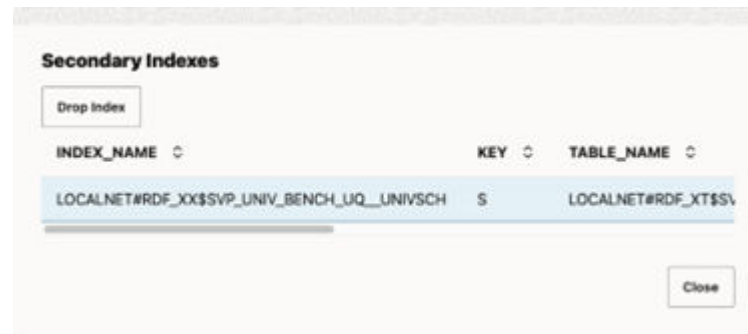 Secondary Indexes
Drop Index
INDEX_NAME KEY TABLE_NAME
LOCALNET#RDF_XX$SVP_UNIV_BENCH_UQ__UNIVSCH S LOCALNET#RDF_XT$SV
Close